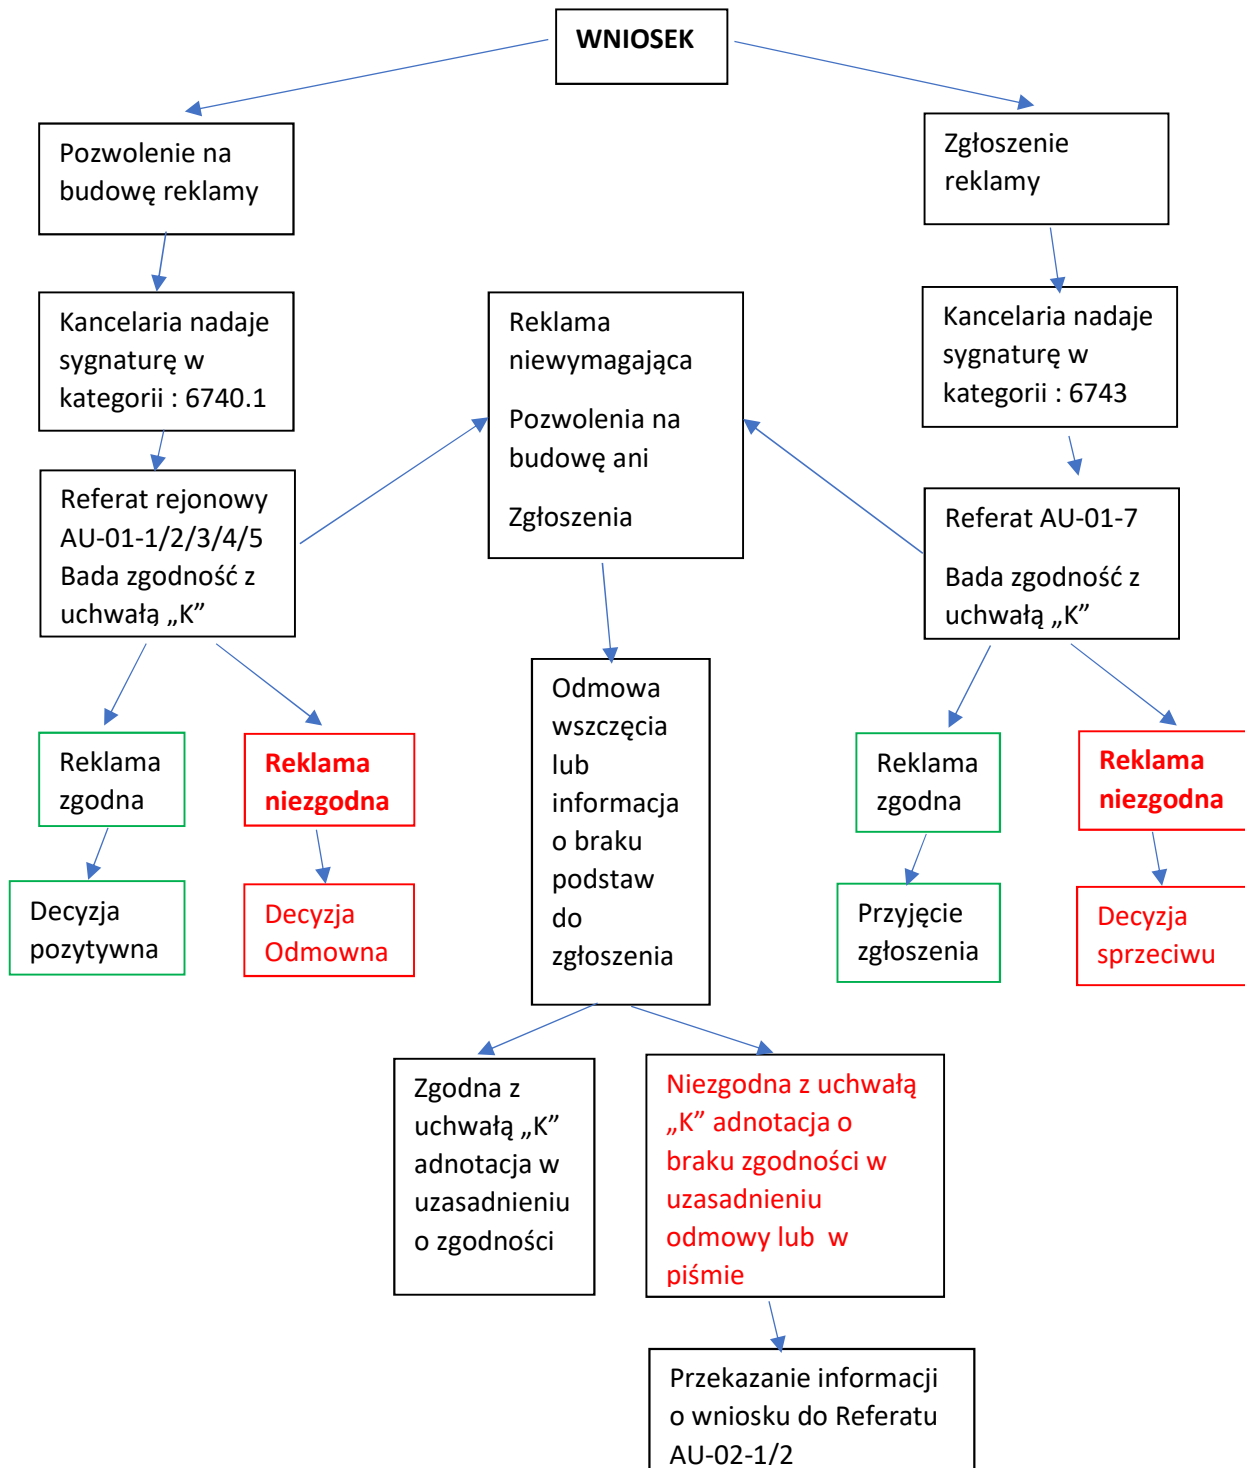 WNIOSEK
Pozwolenie na
budowę reklamy
Zgłoszenie
reklamy
Kancelaria nadaje
sygnaturę w
kategorii : 6740.1
Reklama
niewymagająca
Pozwolenia na
budowę ani
Zgłoszenia
Kancelaria nadaje
sygnaturę w
kategorii : 6743
Referat rejonowy
AU-01-1/2/3/4/5
Bada zgodność z
uchwałą „K”
Referat AU-01-7
Bada zgodność z
uchwałą „K”
Reklama
zgodna
Reklama
niezgodna
Odmowa
wszczęcia
lub
informacja
o braku
podstaw
do
zgłoszenia
Reklama
zgodna
Reklama
niezgodna
Decyzja
pozytywna
Decyzja
Odmowna
Przyjęcie
zgłoszenia
Decyzja
sprzeciwu
Zgodna z
uchwałą „K”
adnotacja w
uzasadnieniu
o zgodności
Niezgodna z uchwałą
„K” adnotacja o
braku zgodności w
uzasadnieniu
odmowy lub  w
piśmie
Przekazanie informacji
o wniosku do Referatu
AU-02-1/2